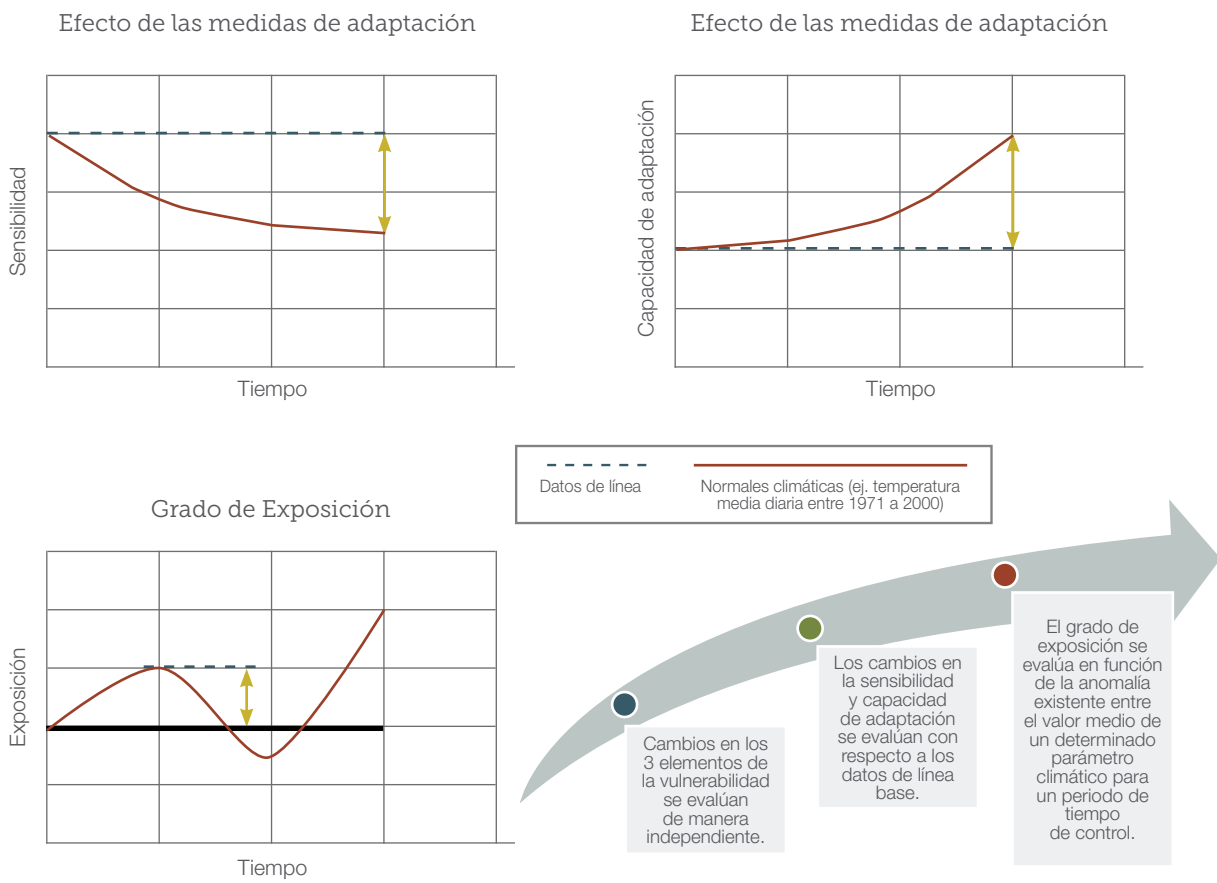 Efecto de las medidas de adaptación
Sensibilidad
Tiempo
Efecto de las medidas de adaptación
Capacidad de adaptación
Tiempo
Datos de línea
Normales climáticas (ej. temperatura
media diaria entre 1971 a 2000)
Grado de Exposición
Exposición
Tiempo
Cambios en los
3 elementos de
la vulnerabilidad
se evalúan
de manera
independiente.
Los cambios en
la sensibilidad
y capacidad
de adaptación
se evalúan con
respecto a los
datos de línea
base.
El grado de
exposición se
evalúa en función
de la anomalía
existente entre
el valor medio de
un determinado
parámetro
climático para
un periodo de
tiempo
de control.